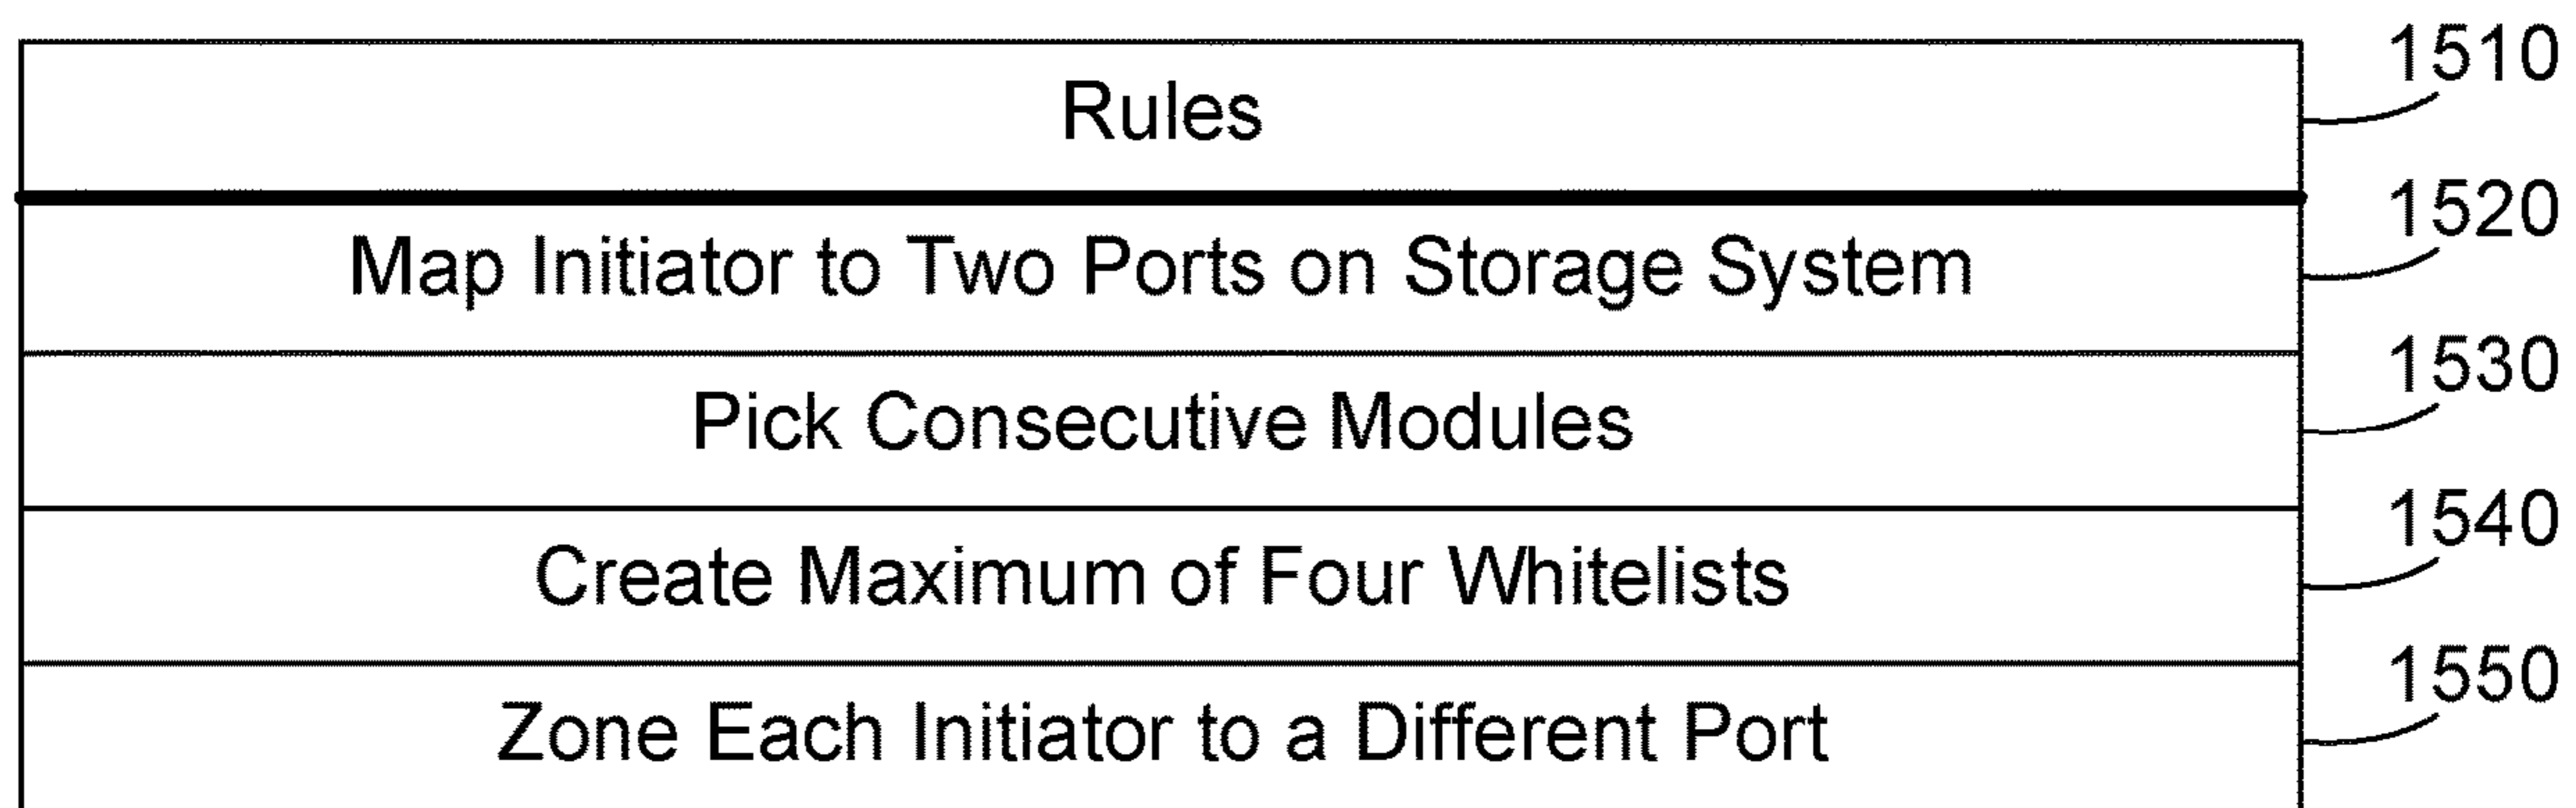 Rules 1510
Map Initiator to Two Ports on Storage System 1520
Pick Consecutive Modules 1530
Create Maximum of Four Whitelists 1540
Zone Each Initiator to a Different Port 1550